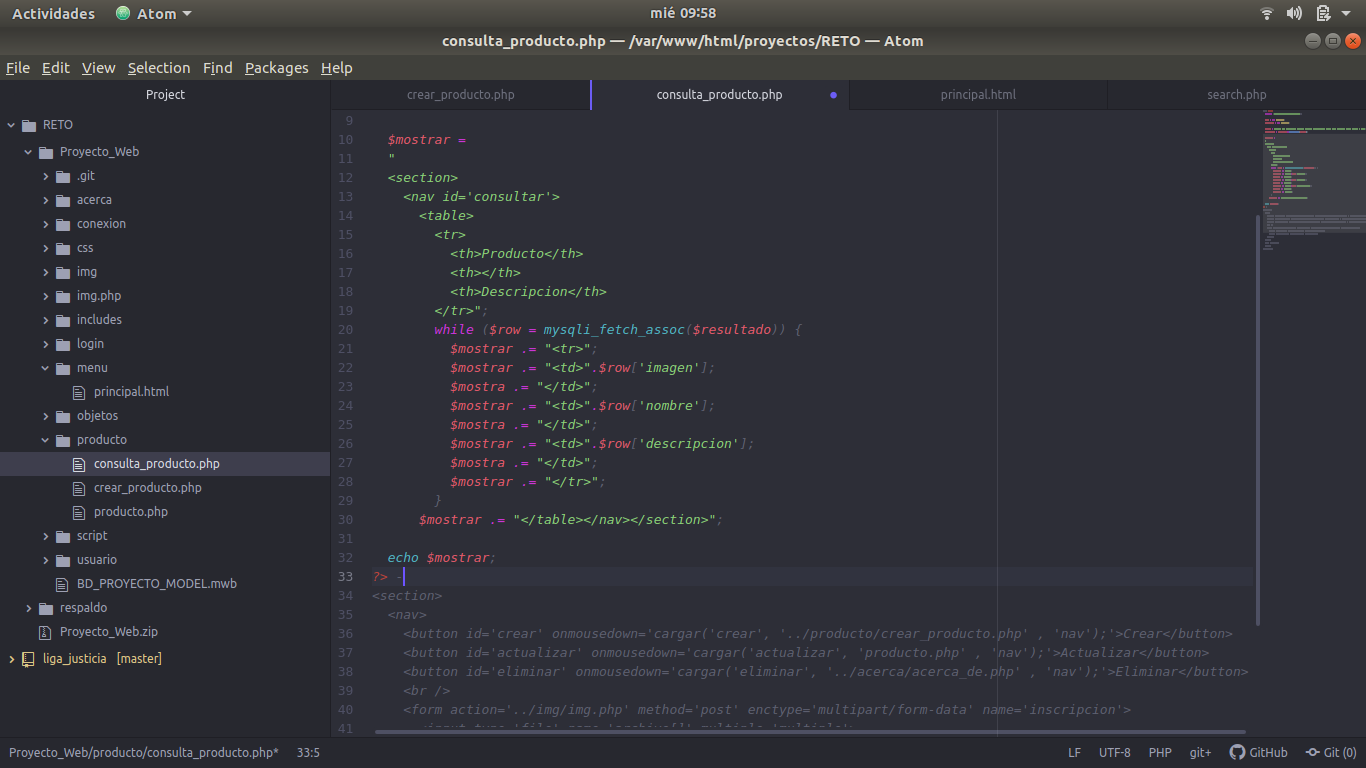 Actividades Atom mié 09:58
consulta_producto.php — /var/www/html/proyectos/RETO — Atom
File Edit View Selection Find Packages Help
Project
crear_producto.php consulta_producto.php principal.html search.php
RETO
Proyecto_Web
.git
acerca
conexion
css
img
img.php
includes
login
menu
principal.html
objetos
producto
consulta_producto.php
crear_producto.php
producto.php
script
usuario
BD_PROYECTO_MODEL.mwb
respaldo
Proyecto_Web.zip
liga_justicia [master]
9
10 $mostrar =
11 "
12 <section>
13 <nav id='consultar'>
14 <table>
15 <tr>
16 <th>Producto</th>
17 <th></th>
18 <th>Descripcion</th>
19 </tr>";
20 while ($row = mysqli_fetch_assoc($resultado)) {
21 $mostrar .= "<tr>";
22 $mostrar .= "<td>".$row['imagen'];
23 $mostra .= "</td>";
24 $mostrar .= "<td>".$row['nombre'];
25 $mostra .= "</td>";
26 $mostrar .= "<td>".$row['descripcion'];
27 $mostra .= "</td>";
28 $mostrar .= "</tr>";
29 }
30 $mostrar .= "</table></nav></section>";
31
32 echo $mostrar;
33 ?> -
34 <section>
35 <nav>
36 <button id='crear' onmousedown='cargar('crear', '../producto/crear_producto.php' , 'nav');'>Crear</button>
37 <button id='actualizar' onmousedown='cargar('actualizar', 'producto.php' , 'nav');'>Actualizar</button>
38 <button id='eliminar' onmousedown='cargar('eliminar', '../acerca/acerca_de.php' , 'nav');'>Eliminar</button>
39 <br />
40 <form action='../img/img.php' method='post' enctype='multipart/form-data' name='inscripcion'>
41
Proyecto_Web/producto/consulta_producto.php* 33:5 LF UTF-8 PHP git+ GitHub Git (0)